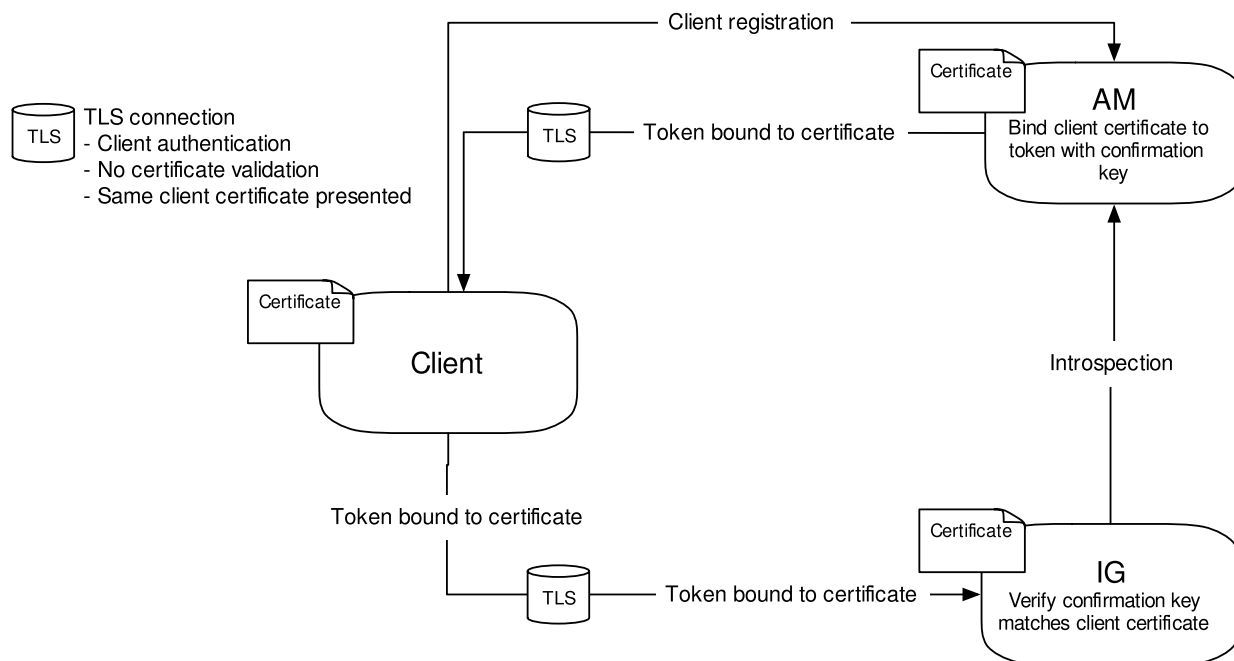 Client registration
Certificate
AM
Bind client certificate to
token with confirmation
key
TLS
TLS connection
- Client authentication
- No certificate validation
- Same client certificate presented
TLS
Token bound to certificate
Certificate
Client
Introspection
Token bound to certificate
Certificate
IG
Verify confirmation key
matches client certificate
TLS
Token bound to certificate